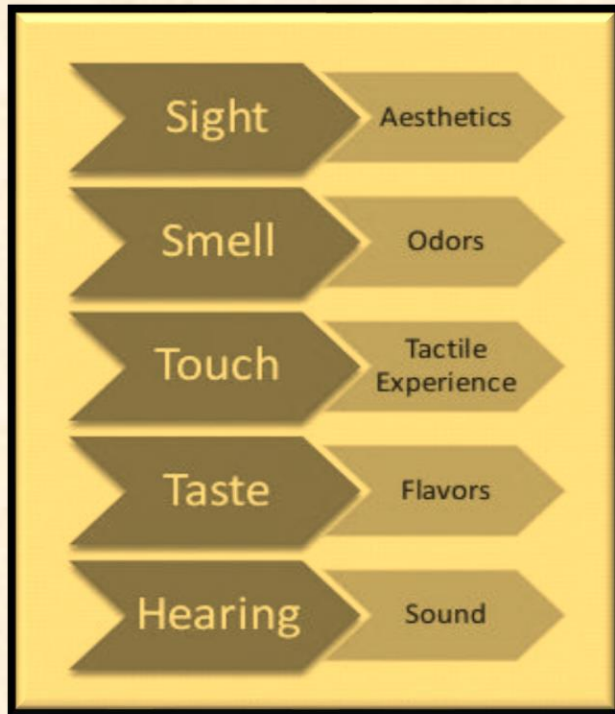 Sight
Aesthetics
Smell
Odors
Touch
Tactile
Experience
Taste
Flavors
Hearing
Sound